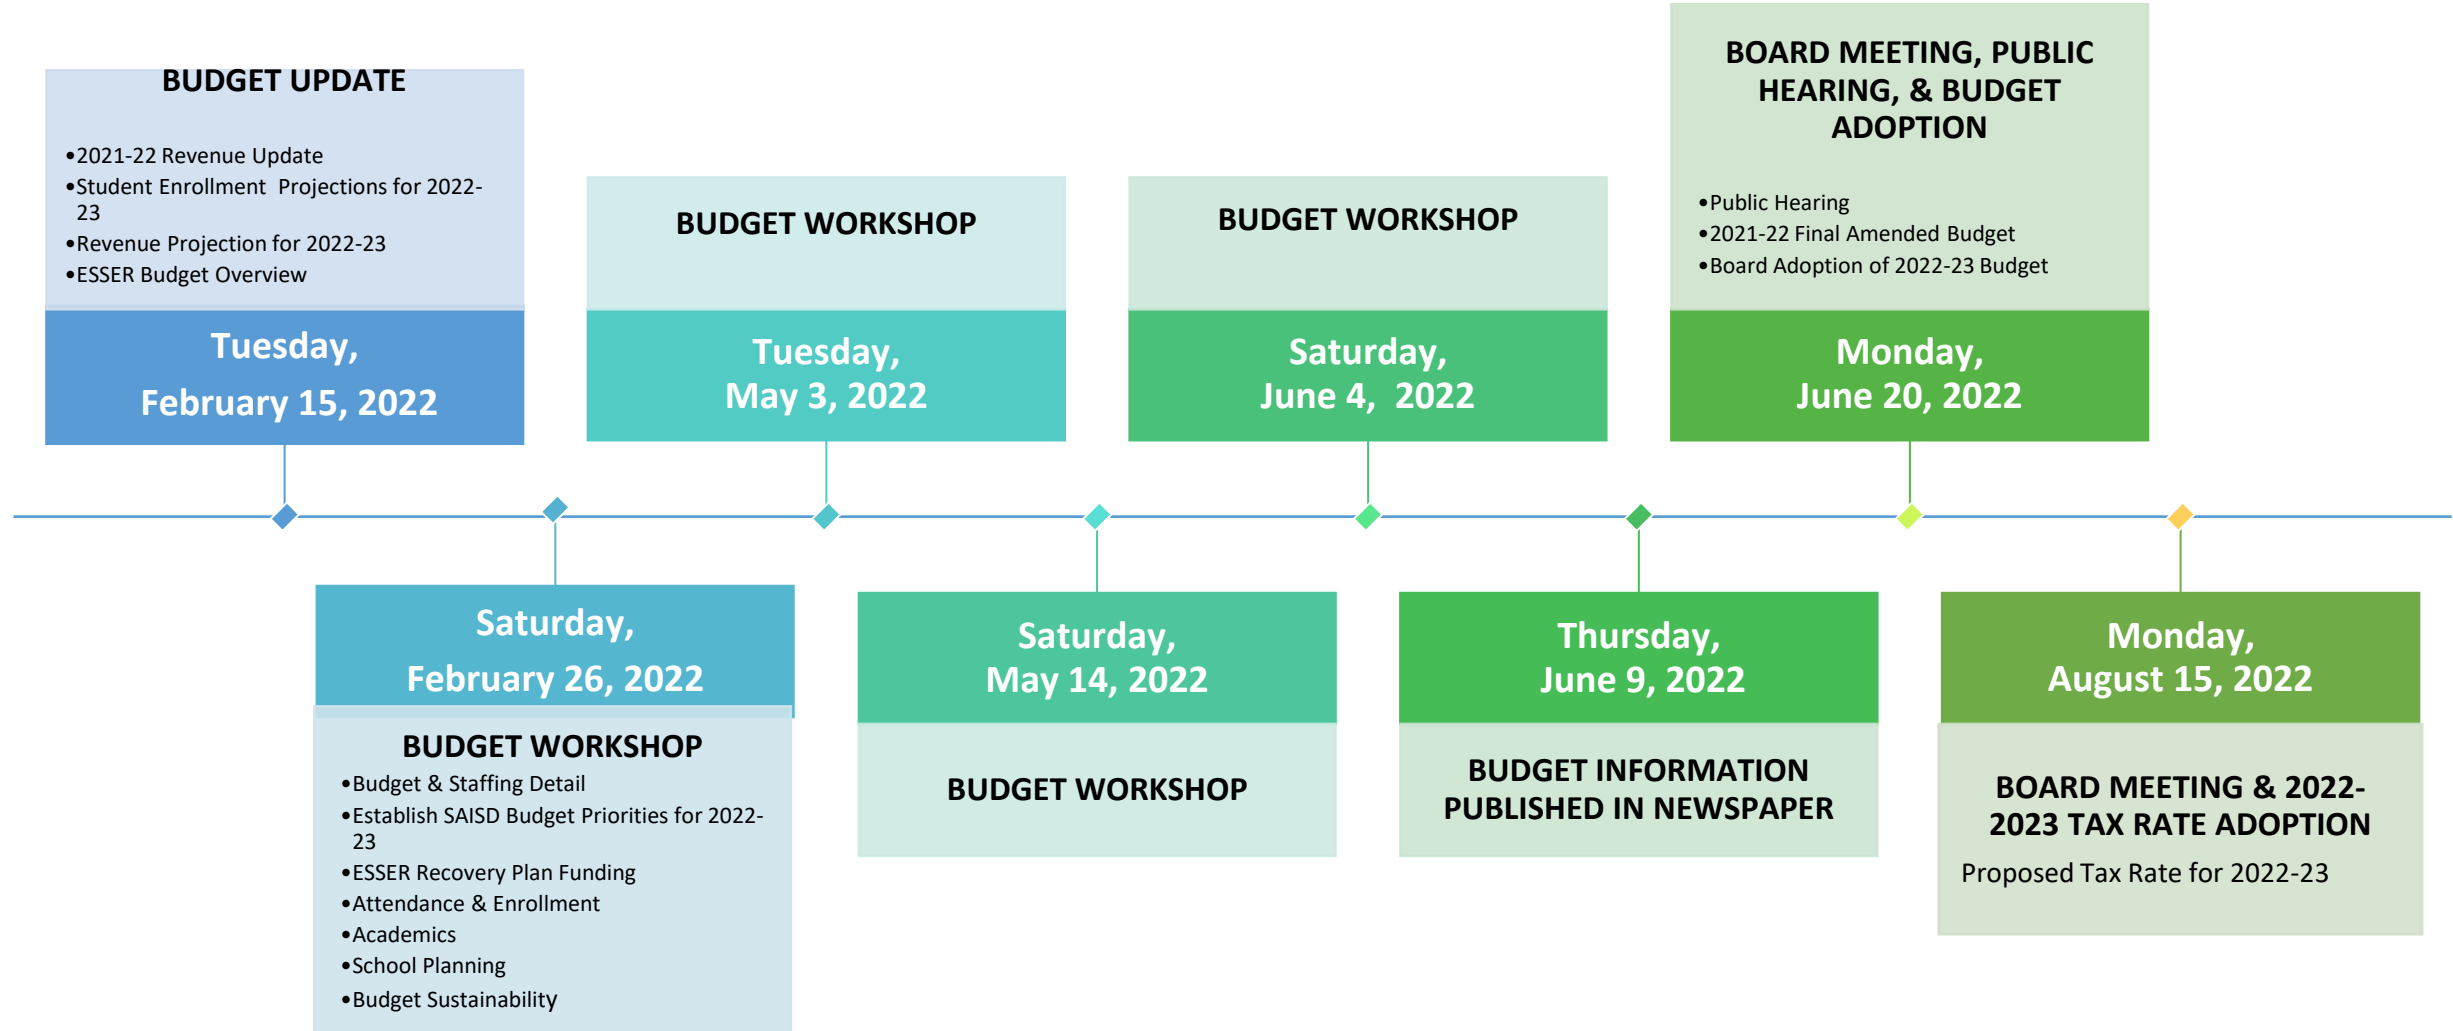 BUDGET UPDATE
•2021-22 Revenue Update
•Student Enrollment  Projections for 2022-
23
•Revenue Projection for 2022-23
•ESSER Budget Overview
Tuesday,
February 15, 2022
Saturday,
February 26, 2022
BUDGET WORKSHOP
•Budget & Staffing Detail
•Establish SAISD Budget Priorities for 2022-
23
•ESSER Recovery Plan Funding
•Attendance & Enrollment
•Academics
•School Planning
•Budget Sustainability
BUDGET WORKSHOP
Tuesday,
May 3, 2022
Saturday,
May 14, 2022
BUDGET WORKSHOP
BUDGET WORKSHOP
Saturday,
June 4,  2022
Thursday,
June 9, 2022
BUDGET INFORMATION
PUBLISHED IN NEWSPAPER
BOARD MEETING, PUBLIC
HEARING, & BUDGET
ADOPTION
•Public Hearing
•2021-22 Final Amended Budget
•Board Adoption of 2022-23 Budget
Monday,
June 20, 2022
Monday,
August 15, 2022
BOARD MEETING & 2022-
2023 TAX RATE ADOPTION
Proposed Tax Rate for 2022-23